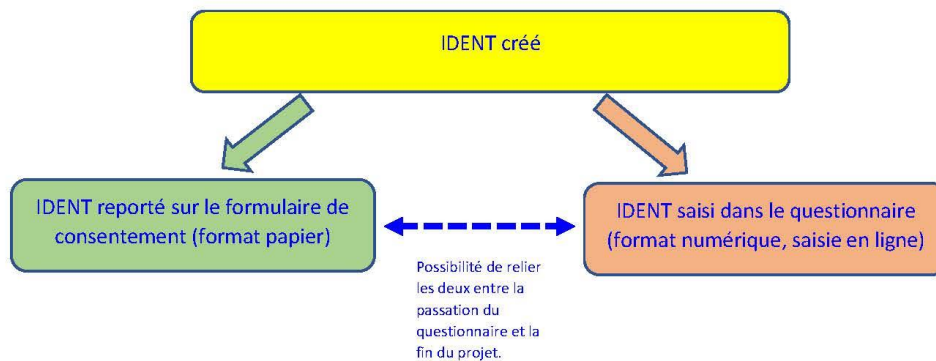 IDENT créé
IDENT reporté sur le formulaire de
consentement (format papier)
IDENT saisi dans le questionnaire
(format numérique, saisie en ligne)
Possibilité de relier
les deux entre la
passation du
questionnaire et la
fin du projet.